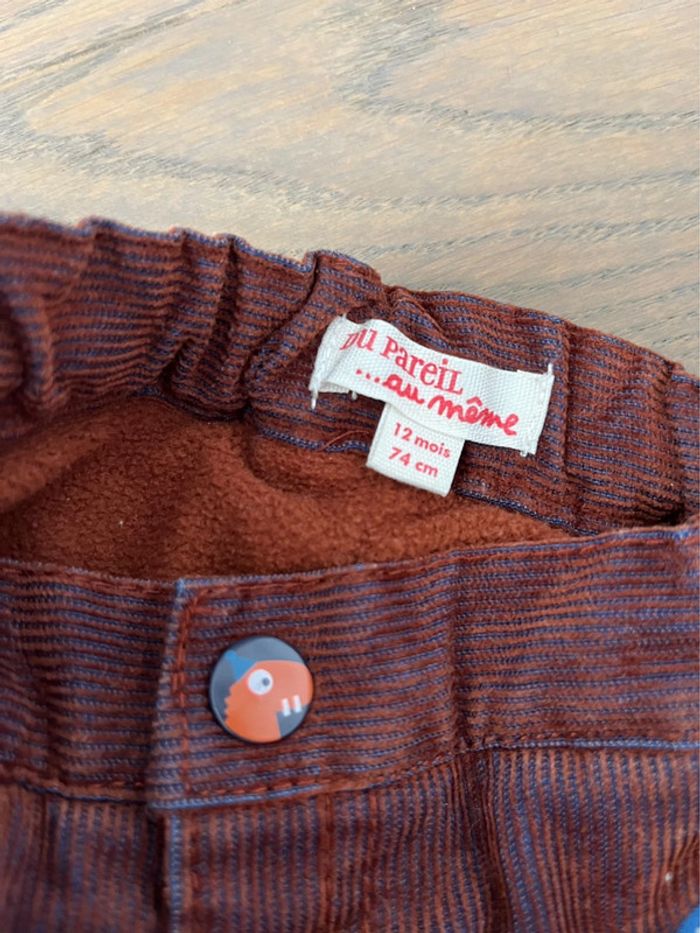 DU PAREIL
...au même
12 mois
74 cm